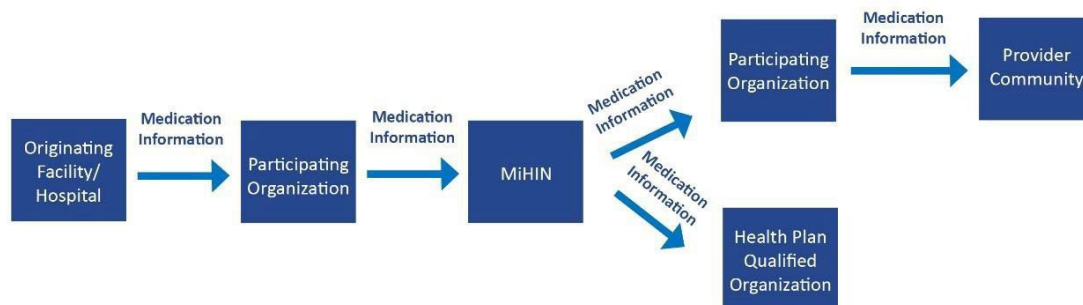 Originating
Facility/
Hospital
Medication
Information
Participating
Organization
Medication
Information
MiHIN
Medication
Information
Participating
Organization
Medication
Information
Provider
Community
Medication
Information
Health Plan
Qualified
Organization